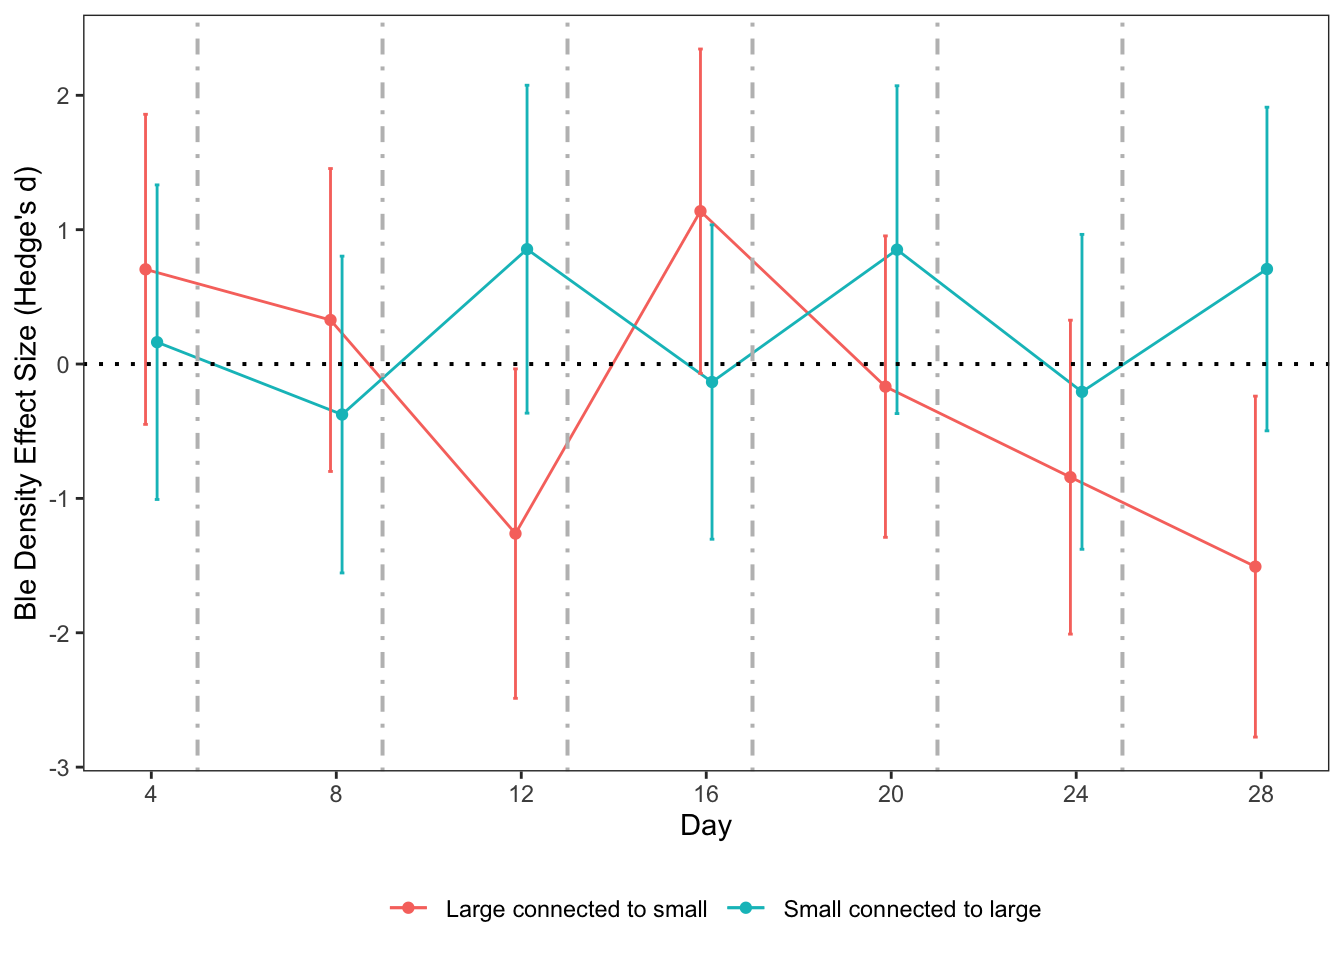 Ble Density Effect Size (Hedge's d)
2
1
0
-1
-2
-3
4 8 12 16 20 24 28
Day
Large connected to small Small connected to large